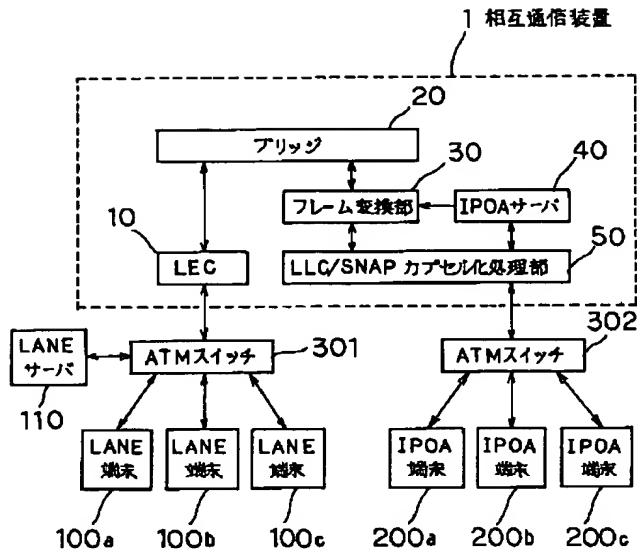 1 相互通信装置
20
ブリッジ
30
40
フレーム変換部
IPOAサーバ
10
50
LEC
LLC/SNAP カプセル化処理部
302
LANE
サーバ
ATMスイッチ
301
ATMスイッチ
110
LANE
端末
LANE
端末
LANE
端末
IPOA
端末
IPOA
端末
IPOA
端末
100a
100b
100c
200a
200b
200c